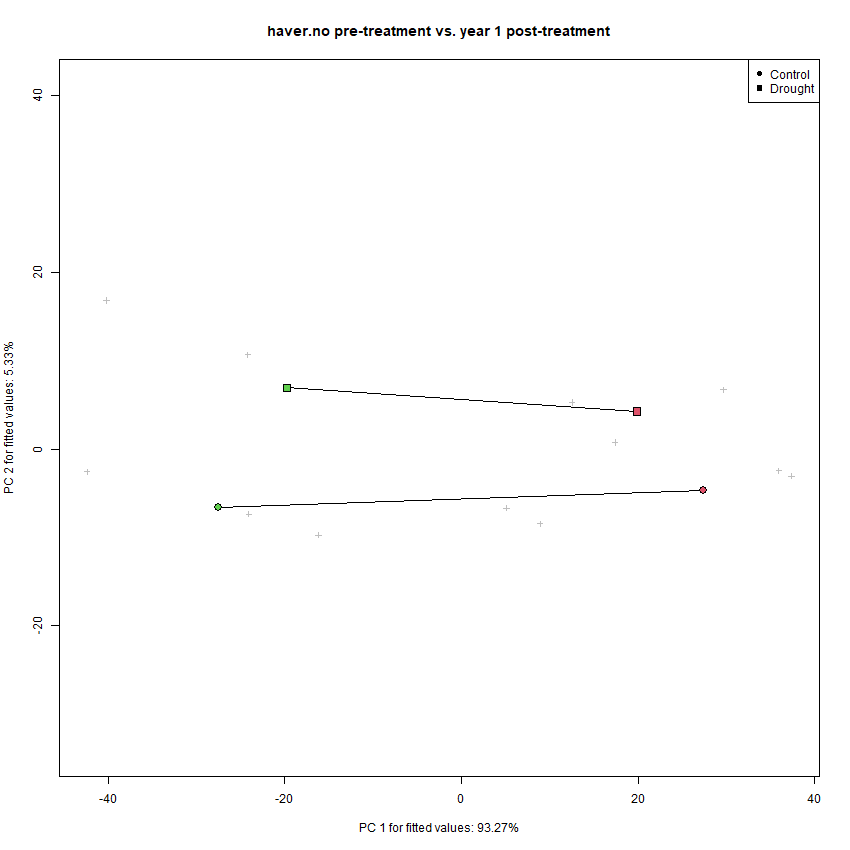 haver.no pre-treatment vs. year 1 post-treatment
Control
Drought
40
20
0
-20
PC 2 for fitted values: 5.33%
-40
-20
0
20
40
PC 1 for fitted values: 93.27%